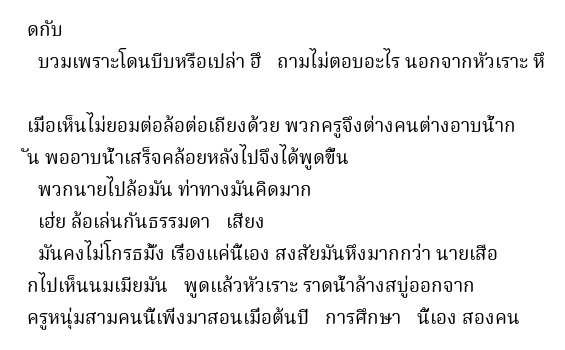 ดกับ
บวมเพราะโดนบีบหรือเปล่า ฮึ ถามไม่ตอบอะไร นอกจากหัวเราะ หึ
เมื่อเห็นไม่ยอมต่อล้อต่อเถียงด้วย พวกครูจึงต่างคนต่างอาบน้ำก
ัน พออาบน้ำเสร็จคล้อยหลังไปจึงได้พูดขึ้น
พวกนายไปล้อมัน ท่าทางมันคิดมาก
เฮ่ย ล้อเล่นกันธรรมดา เสียง
มันคงไม่โกรธมั้ง เรื่องแค่นี้เอง สงสัยมันหึงมากกว่า นายเสือ
กไปเห็นนมเมียมัน พูดแล้วหัวเราะ ราดน้ำล้างสบู่ออกจาก
ครูหนุ่มสามคนนี้เพิ่งมาสอนเมื่อต้นปี การศึกษา นี้เอง สองคน